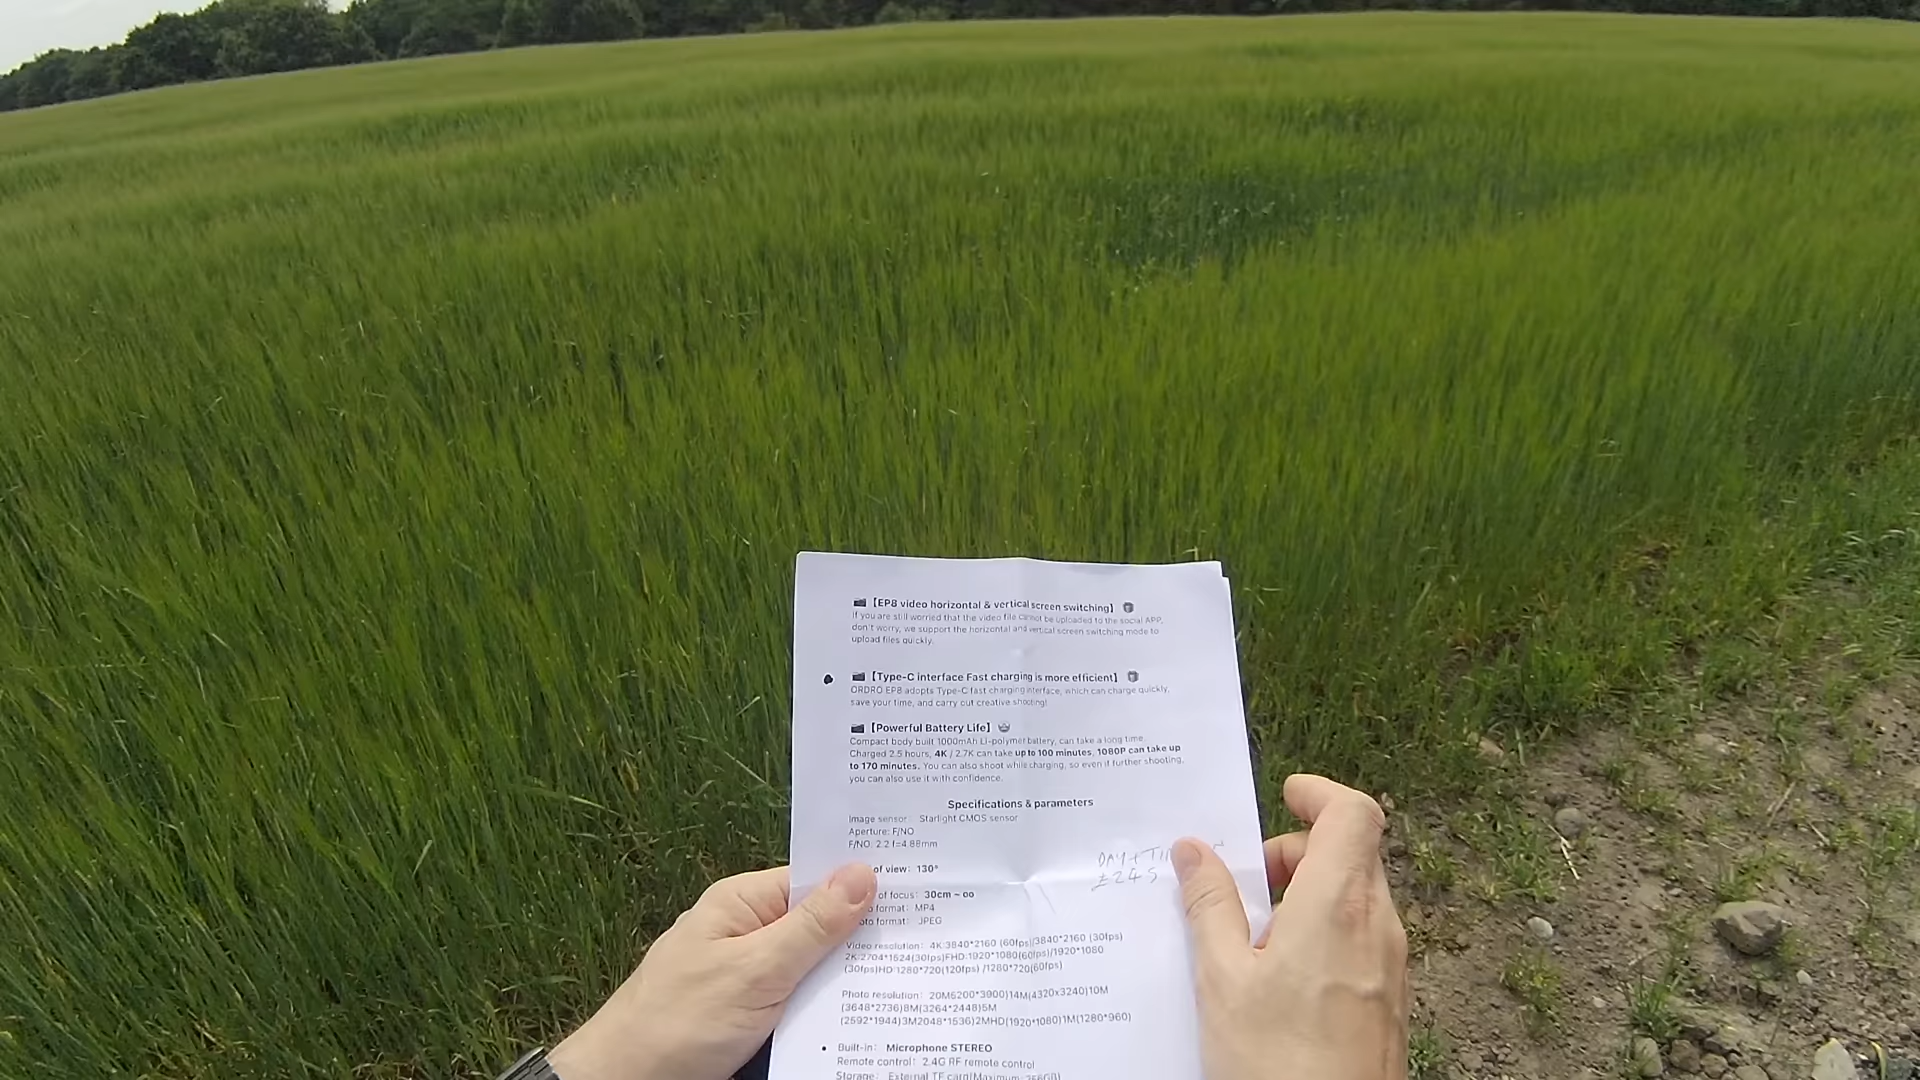 【EP8 video horizontal & vertical screen switching】
If you are still worried that the video file cannot be uploaded to the social APP,
don't worry, we support the horizontal and vertical screen switching mode to
upload files quickly.
【Type-C interface Fast charging is more efficient】
ORDRO EP8 adopts Type-C fast charging interface, which can charge quickly,
save your time, and carry out creative shooting!
【Powerful Battery Life】
Compact body built 1000mAh Li-polymer battery, can take a long time.
Charged 2.5 hours, 4K / 2.7K can take up to 100 minutes, 1080P can take up
to 170 minutes. You can also shoot while charging, so even if further shooting,
you can also use it with confidence.
Specifications & parameters
Image sensor: Starlight CMOS sensor
Aperture: F/NO
F/NO. 2.2 f=4.88mm
of view: 130°
DAY + TI
£245
of focus: 30cm ~ ∞
format: MP4
format: JPEG
Video resolution: 4K:3840*2160 (60fps)/3840*2160 (30fps)
2K:2704*1524(30fps)FHD:1920*1080(60fps)/1920*1080
(30fps)HD:1280*720(120fps) /1280*720(60fps)
Photo resolution: 20M6200*3900)14M(4320x3240)10M
(3648*2736)8M(3264*2448)5M
(2592*1944)3M2048*1536)2MHD(1920*1080)1M(1280*960)
• Built-in: Microphone STEREO
Remote control: 2.4G RF remote control
Storage: External TF card(Maximum: 256GB)